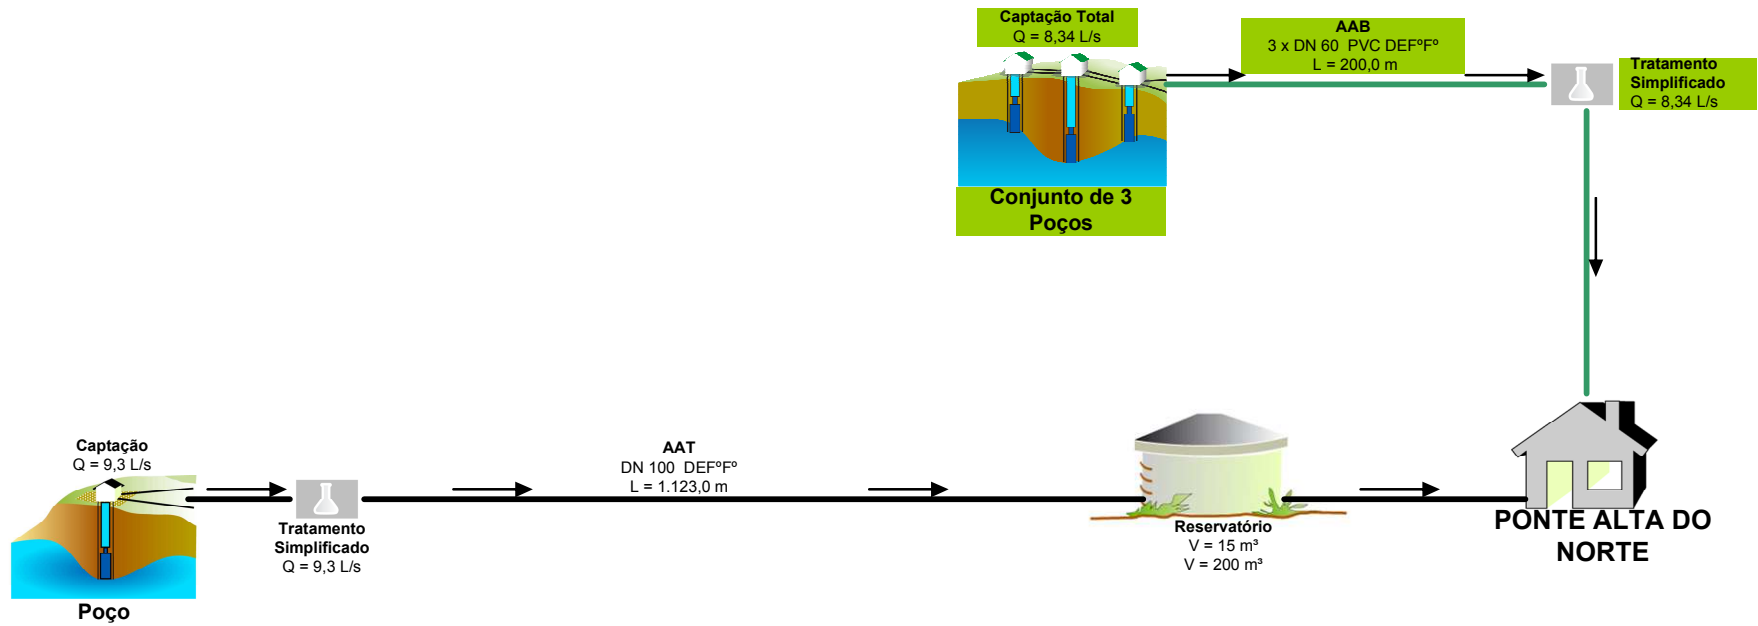 Captação Total
Q = 8,34 L/s
AAB
3 x DN 60 PVC DEFºFº
L = 200,0 m
Tratamento
Simplificado
Q = 8,34 L/s
Conjunto de 3
Poços
Captação
Q = 9,3 L/s
Tratamento
Simplificado
Q = 9,3 L/s
Poço
AAT
DN 100 DEFºFº
L = 1.123,0 m
Reservatório
V = 15 m³
V = 200 m³
PONTE ALTA DO
NORTE